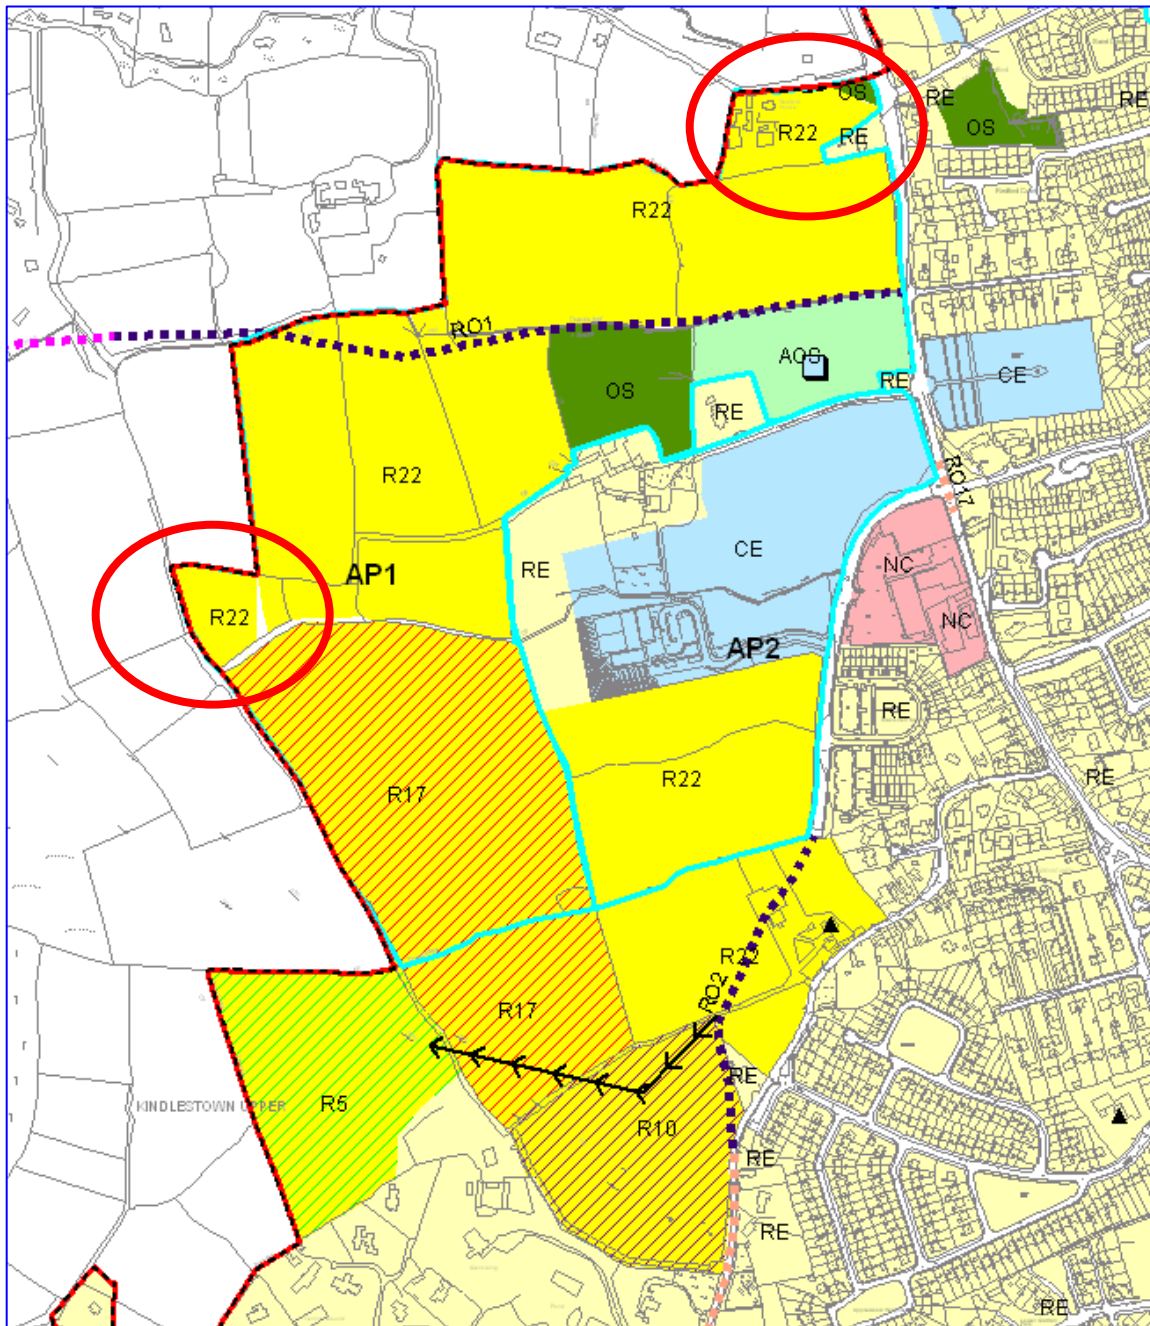 OS
RE
RE
OS
R22
RE
R22
RO1
AOS
RE
CE
OS
RE
R22
RO17
CE
RE
NC
AP1
R22
NC
AP2
RE
R22
RE
R17
R22
RO2
R17
RE
KINDLESTOWN UPPER
R5
R10
RE
RE
RE